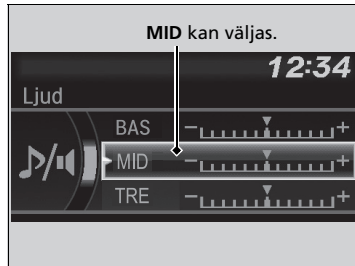 MID kan väljas.
12:34
Ljud
BAS − +
MID − +
TRE − +